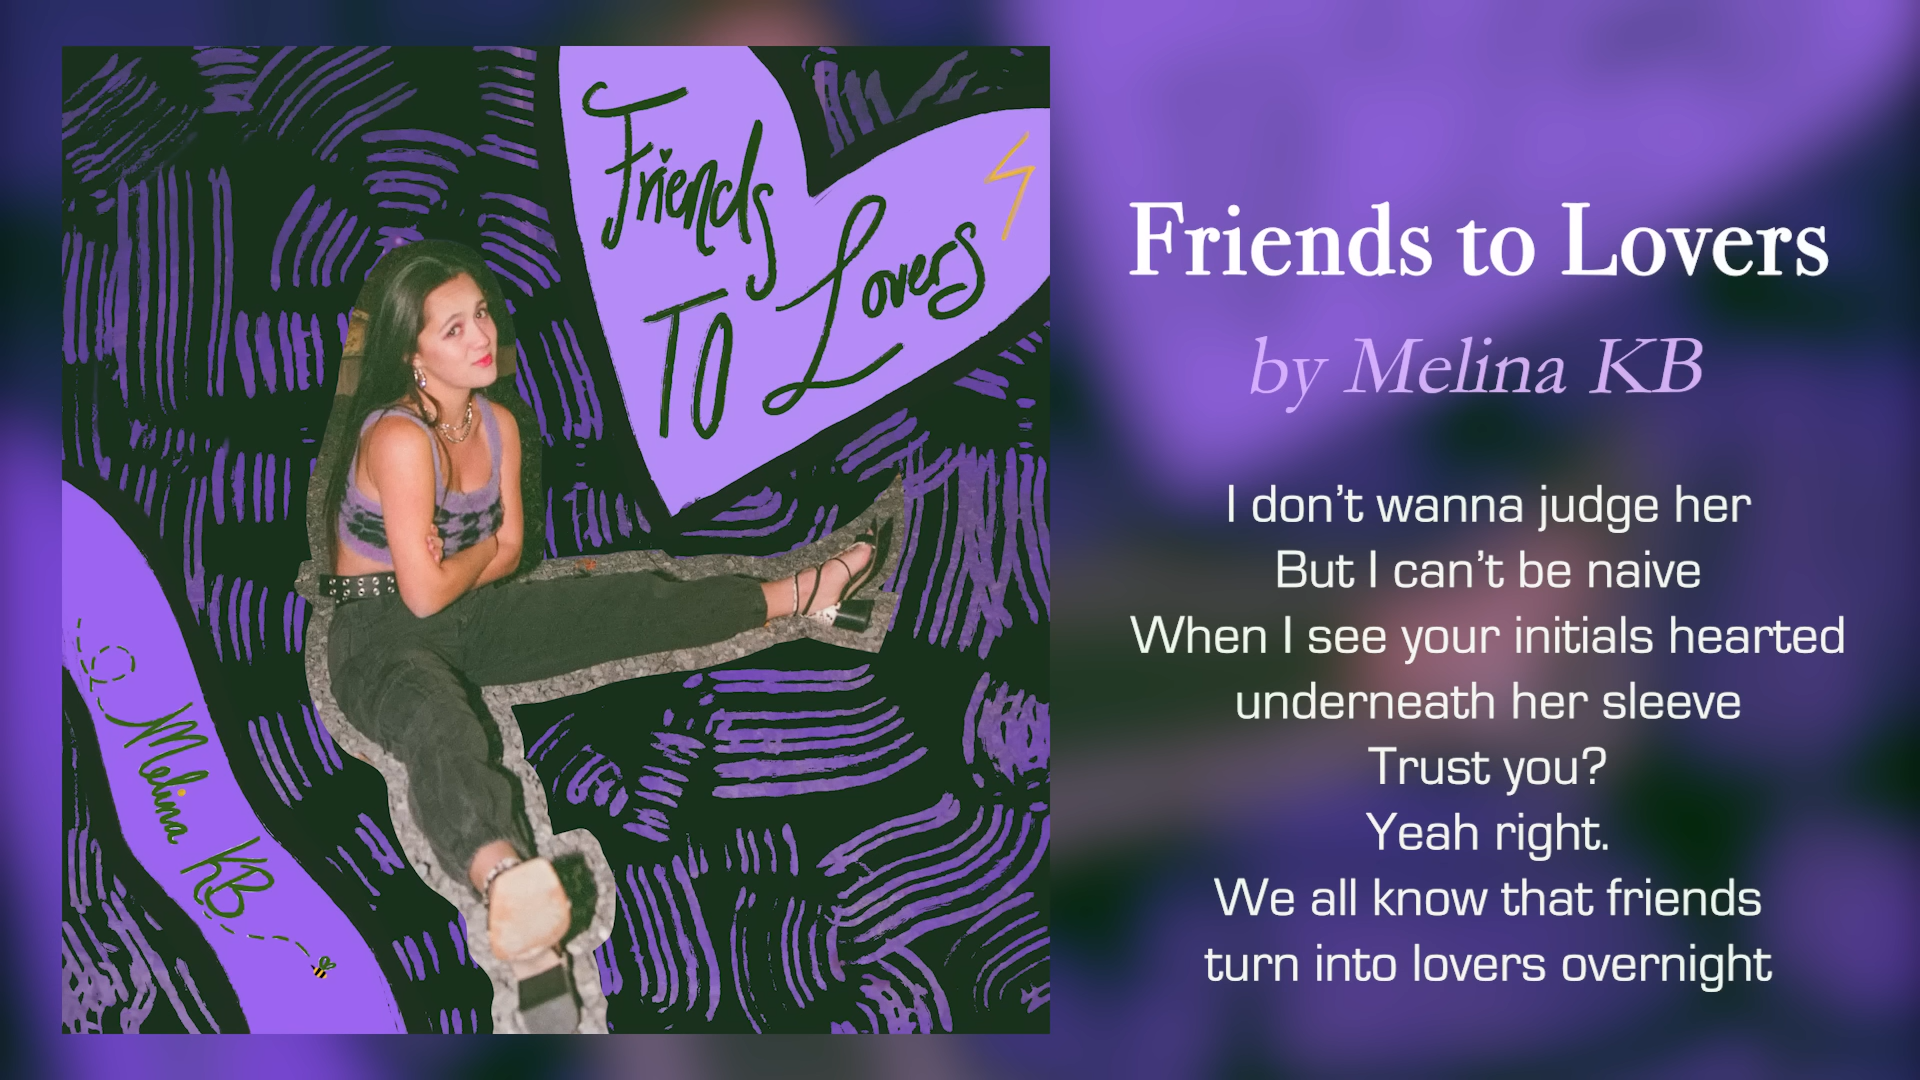 Friends
To Lovers
Melina KB
Friends to Lovers
by Melina KB
I don’t wanna judge her
But I can’t be naive
When I see your initials hearted
underneath her sleeve
Trust you?
Yeah right.
We all know that friends
turn into lovers overnight